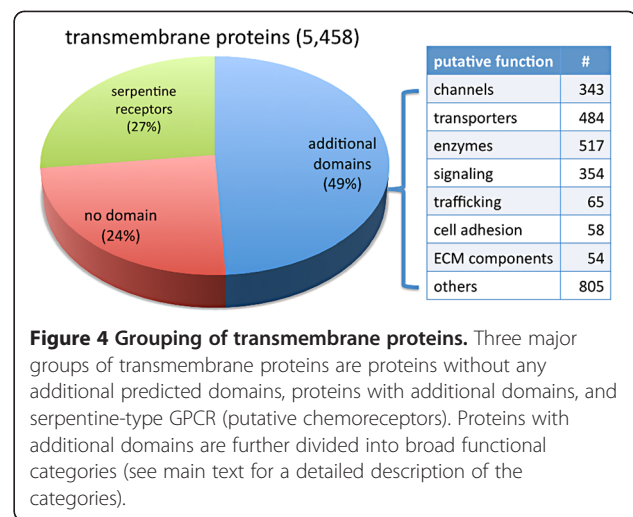 transmembrane proteins (5,458)
serpentine
receptors
(27%)
additional
domains
(49%)
no domain
(24%)
putative function #
channels 343
transporters 484
enzymes 517
signaling 354
trafficking 65
cell adhesion 58
ECM components 54
others 805
Figure 4 Grouping of transmembrane proteins. Three major
groups of transmembrane proteins are proteins without any
additional predicted domains, proteins with additional domains, and
serpentine-type GPCR (putative chemoreceptors). Proteins with
additional domains are further divided into broad functional
categories (see main text for a detailed description of the
categories).